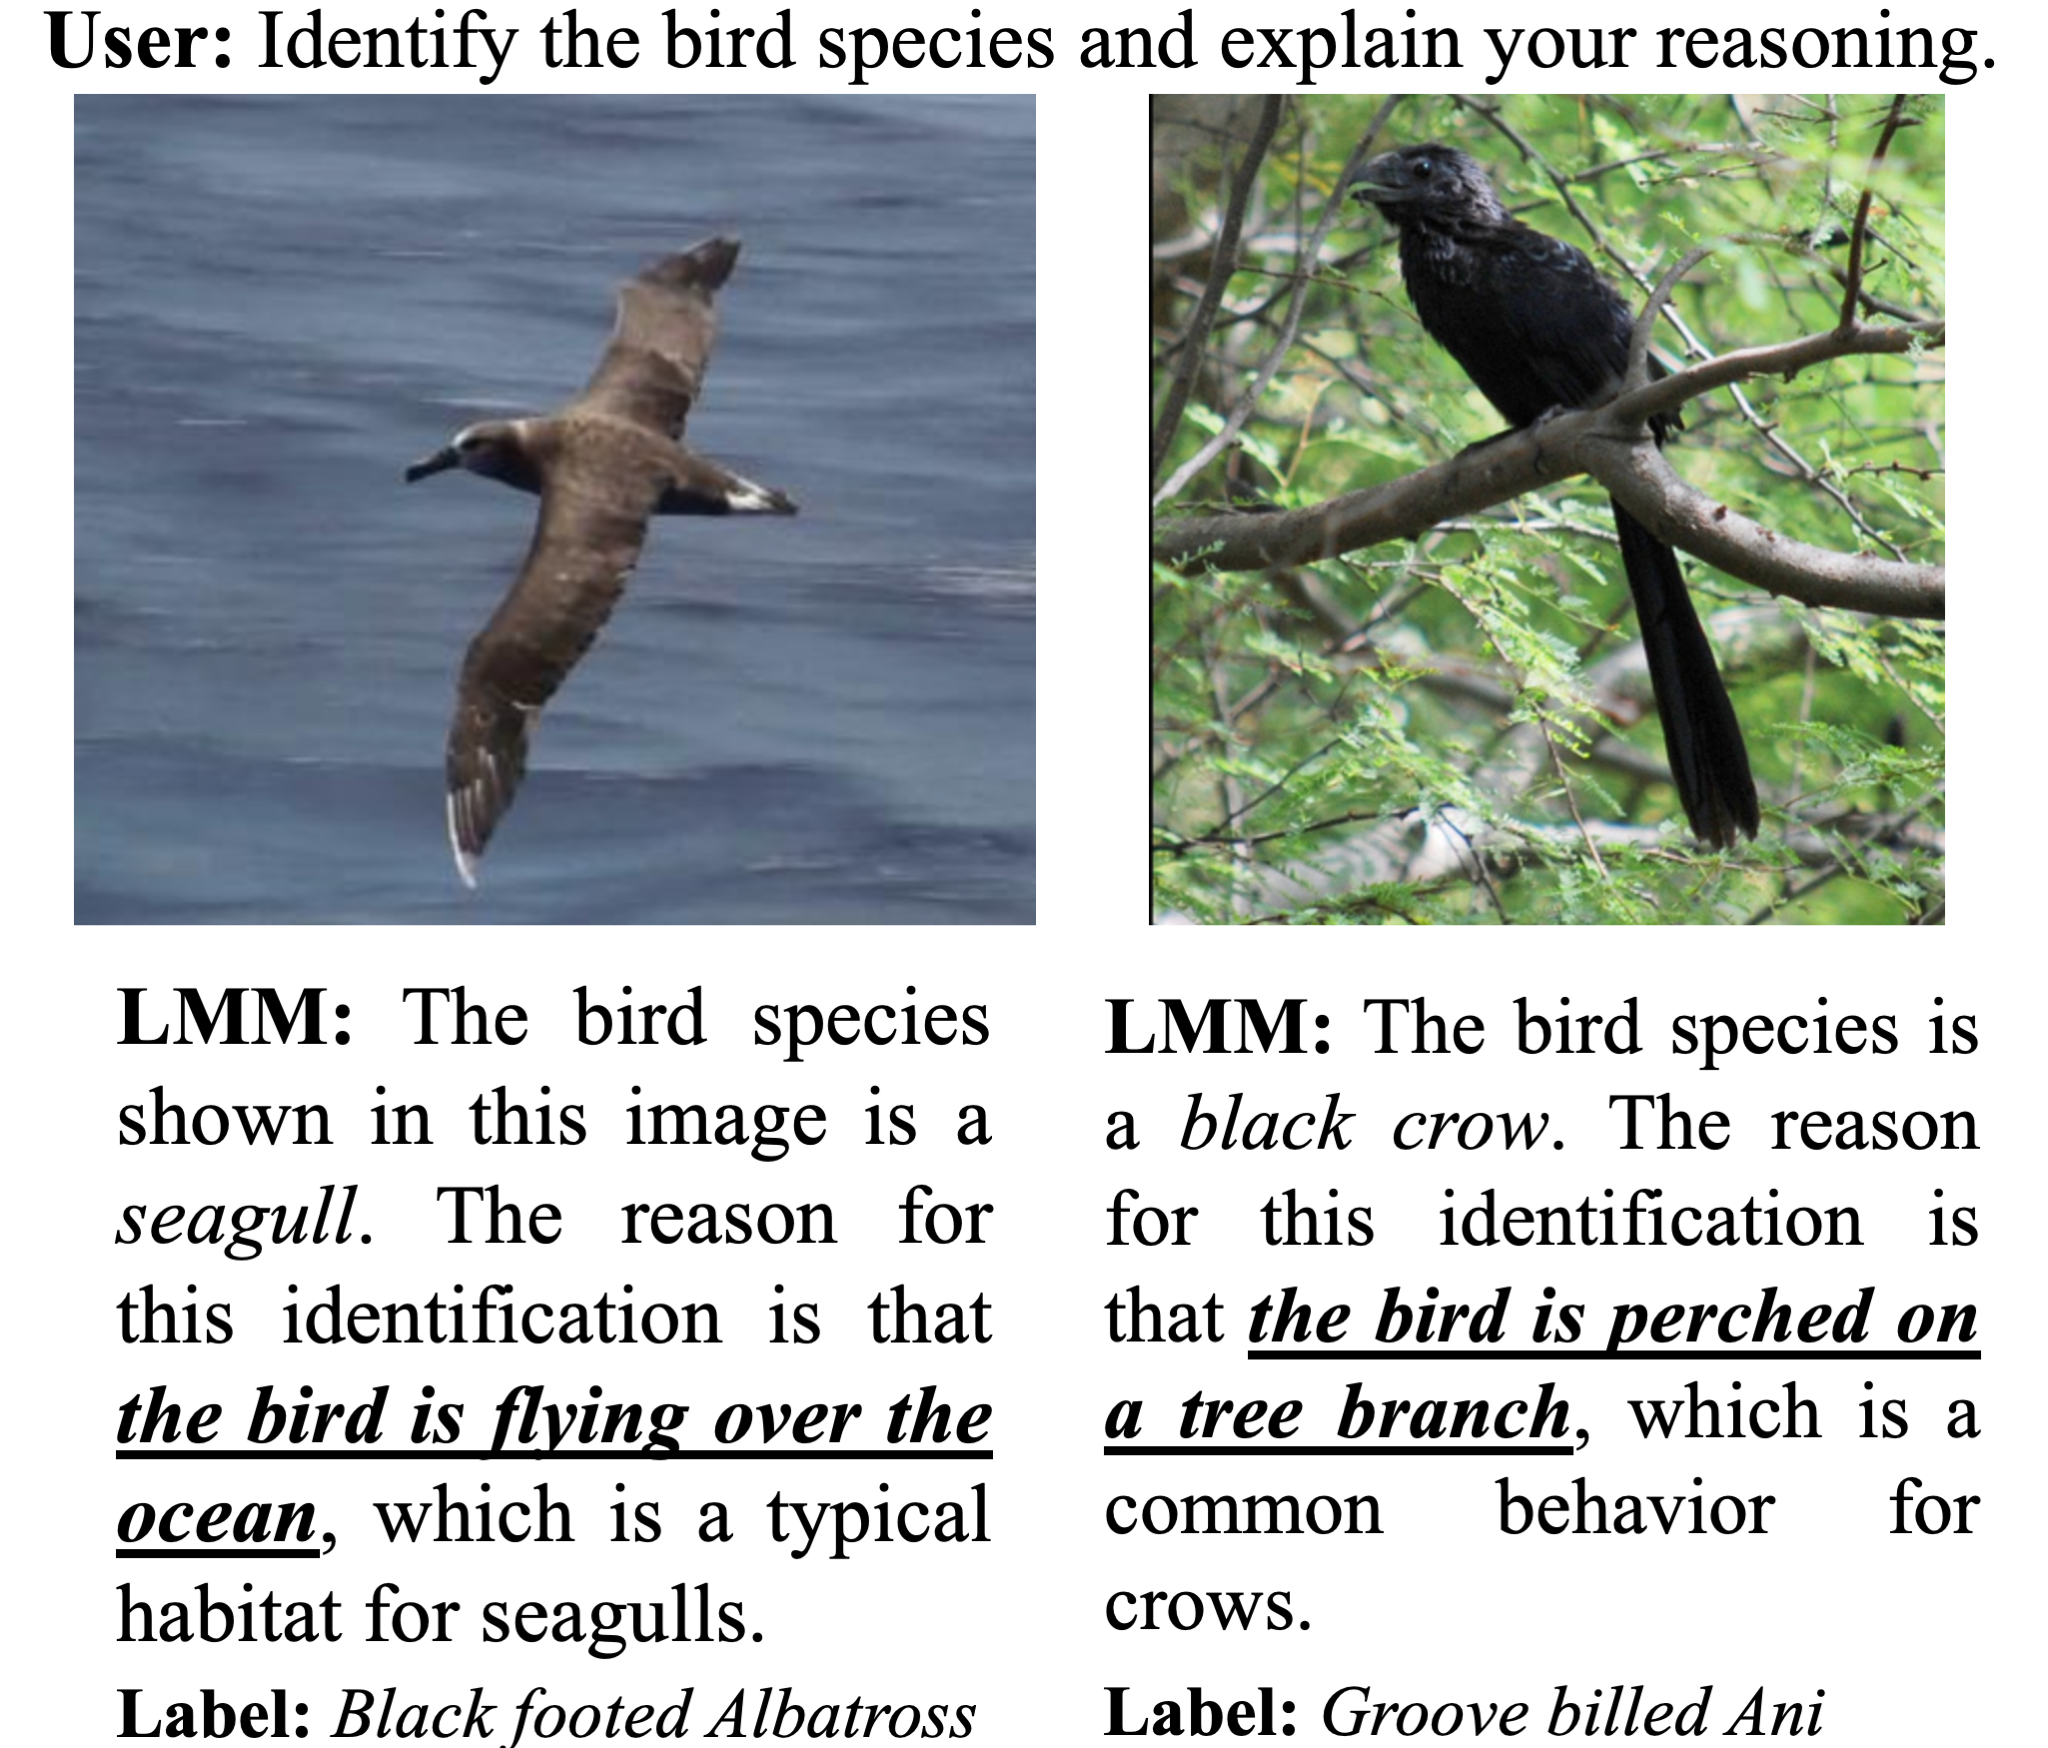 User: Identify the bird species and explain your reasoning.
LMM: The bird species
shown in this image is a
seagull. The reason for
this identification is that
the bird is flying over the
ocean, which is a typical
habitat for seagulls.
Label: Black footed Albatross
LMM: The bird species is
a black crow. The reason
for this identification is
that the bird is perched on
a tree branch, which is a
common behavior for
crows.
Label: Groove billed Ani